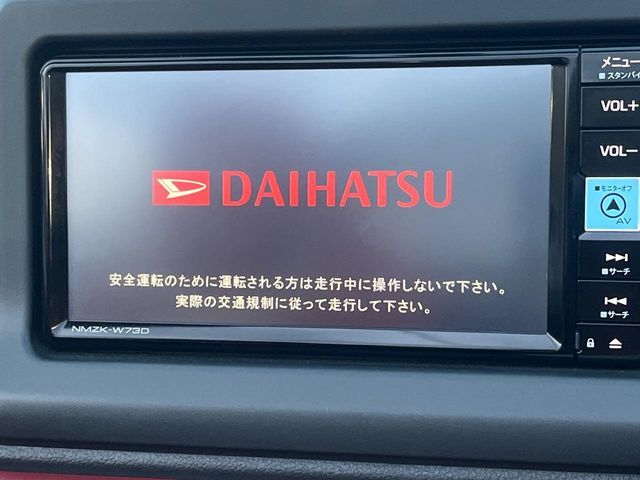 DAIHATSU
安全運転のために運転される方は走行中に操作しないで下さい。
実際の交通規制に従って走行して下さい。
NMZK-W73D
メニュー
スタンバイ
VOL+
VOL-
モニターオフ
AV
サーチ
サーチ